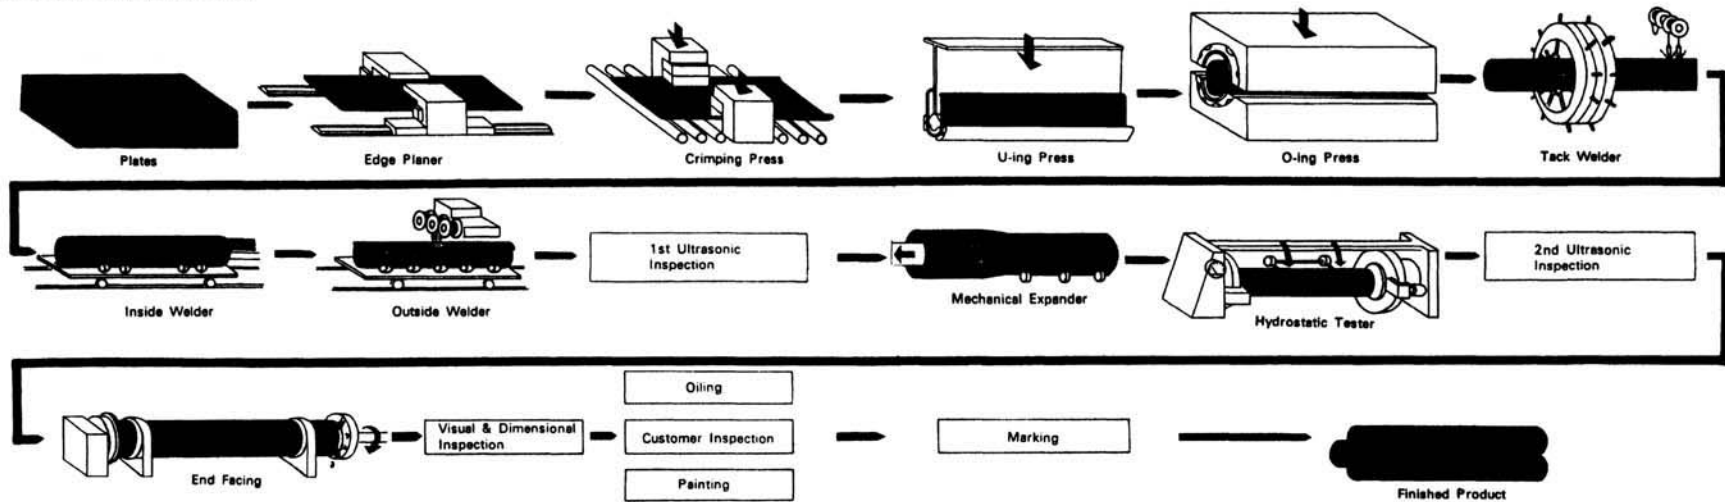 Plates
Edge Planer
Crimping Press
U-ing Press
O-ing Press
Tack Welder
Inside Welder
Outside Welder
1st Ultrasonic
Inspection
Mechanical Expander
Hydrostatic Tester
2nd Ultrasonic
Inspection
End Facing
Visual & Dimensional
Inspection
Oiling
Customer Inspection
Painting
Marking
Finished Product